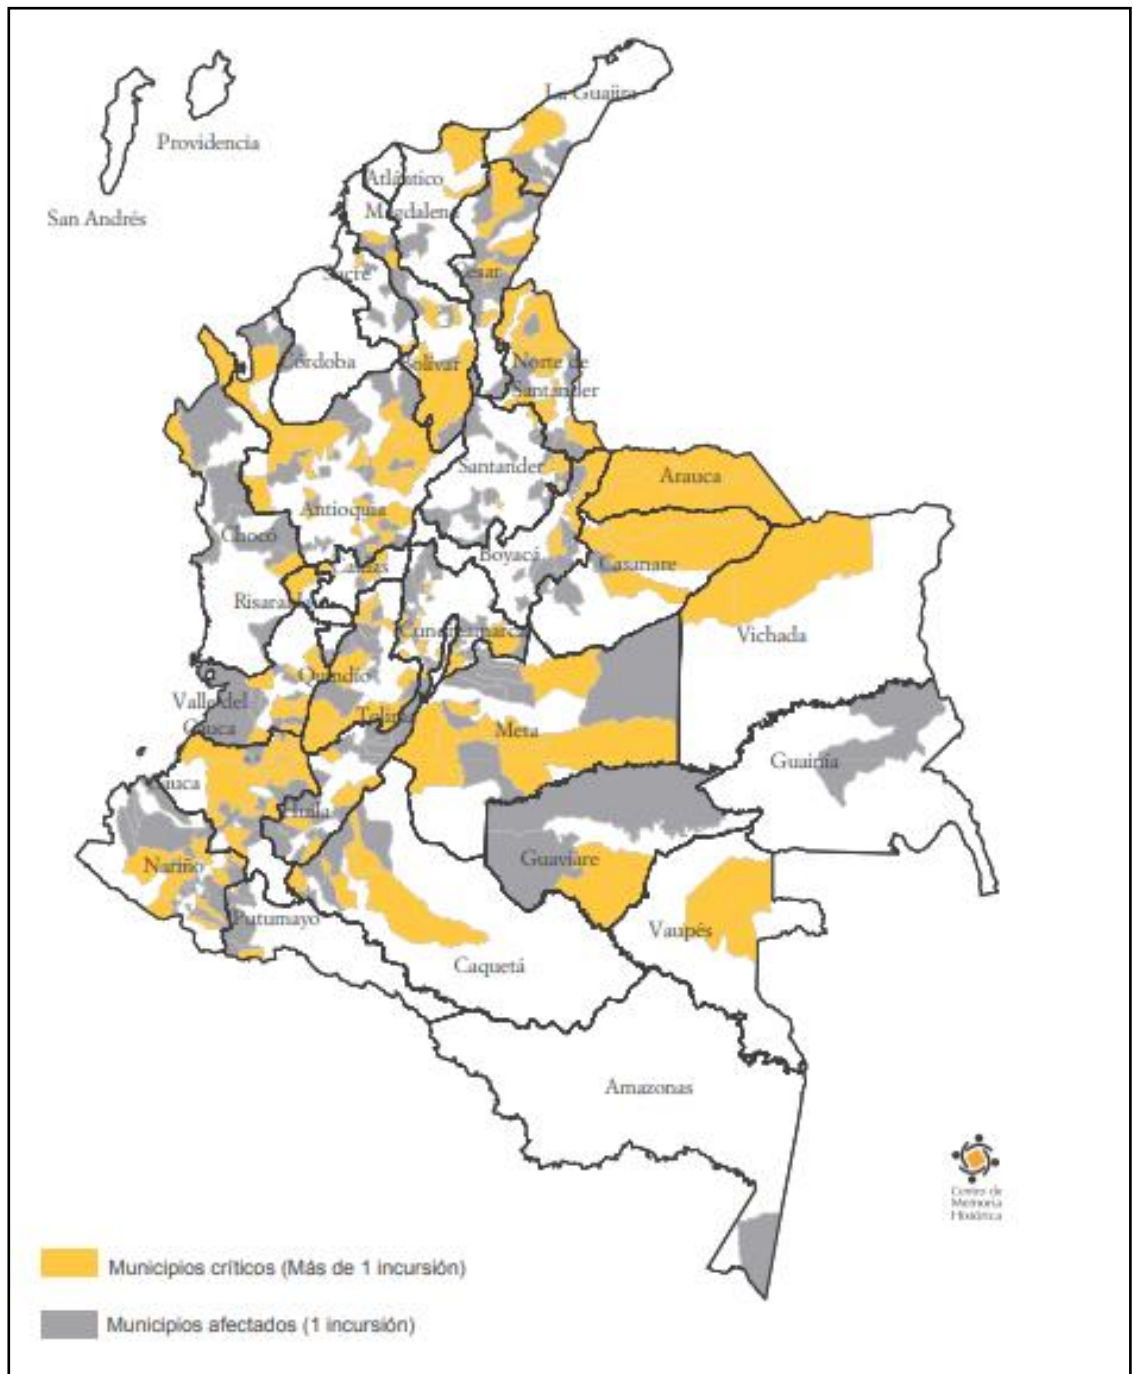 La Guajira
Providencia
Atlántico
Magdalena
San Andrés
Sucre
Cesar
Córdoba
Bolívar
Norte de
Santander
Santander
Arauca
Antioquia
Chocó
Boyacá
Caldas
Casanare
Risaralda
Cundinamarca
Vichada
Quindío
Valle del
Cauca
Tolima
Meta
Guainía
Cauca
Huila
Nariño
Guaviare
Putumayo
Vaupés
Caquetá
Amazonas
Centro de
Memoria
Histórica
Municipios críticos (Más de 1 incursión)
Municipios afectados (1 incursión)